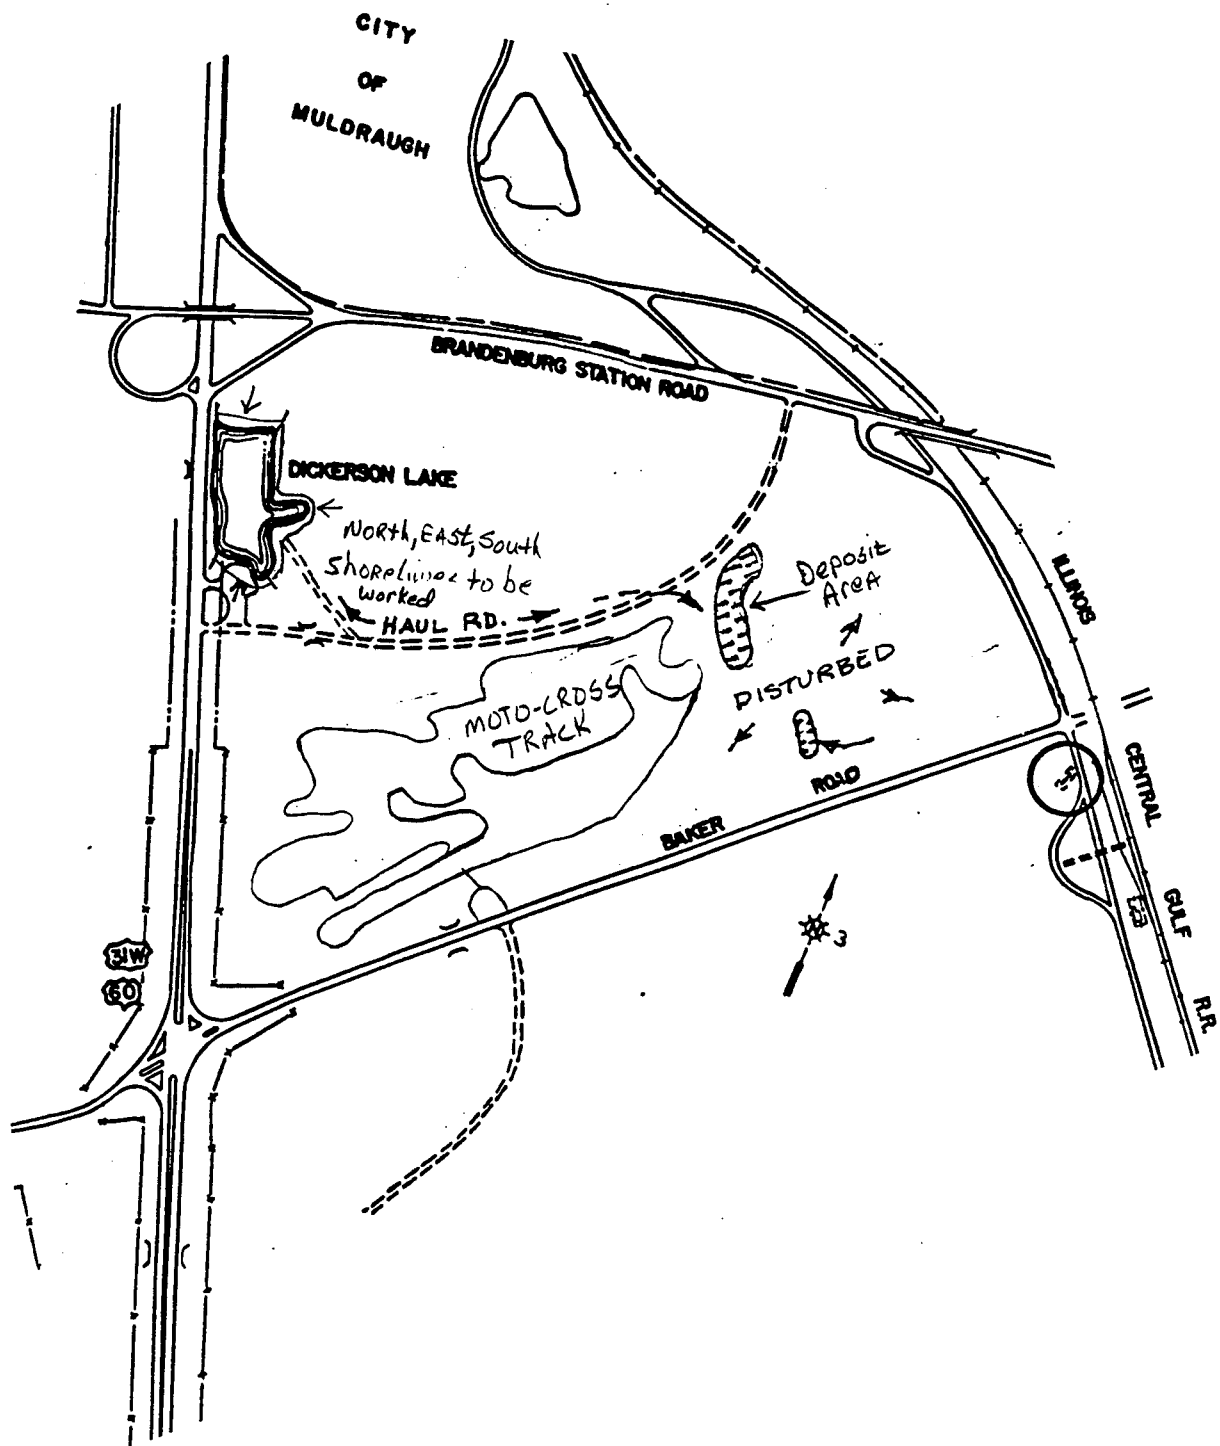 CITY
OF
MULDRAUGH
BRANDENBURG STATION ROAD
DICKERSON LAKE
NORth, EASt, South
Shorelines to be
worked
HAUL RD.
Deposit
AreA
DISTURBED
MOTO-CROSS
TRACK
BAKER ROAD
ILLINOIS CENTRAL GULF R.R.
31W
60
3